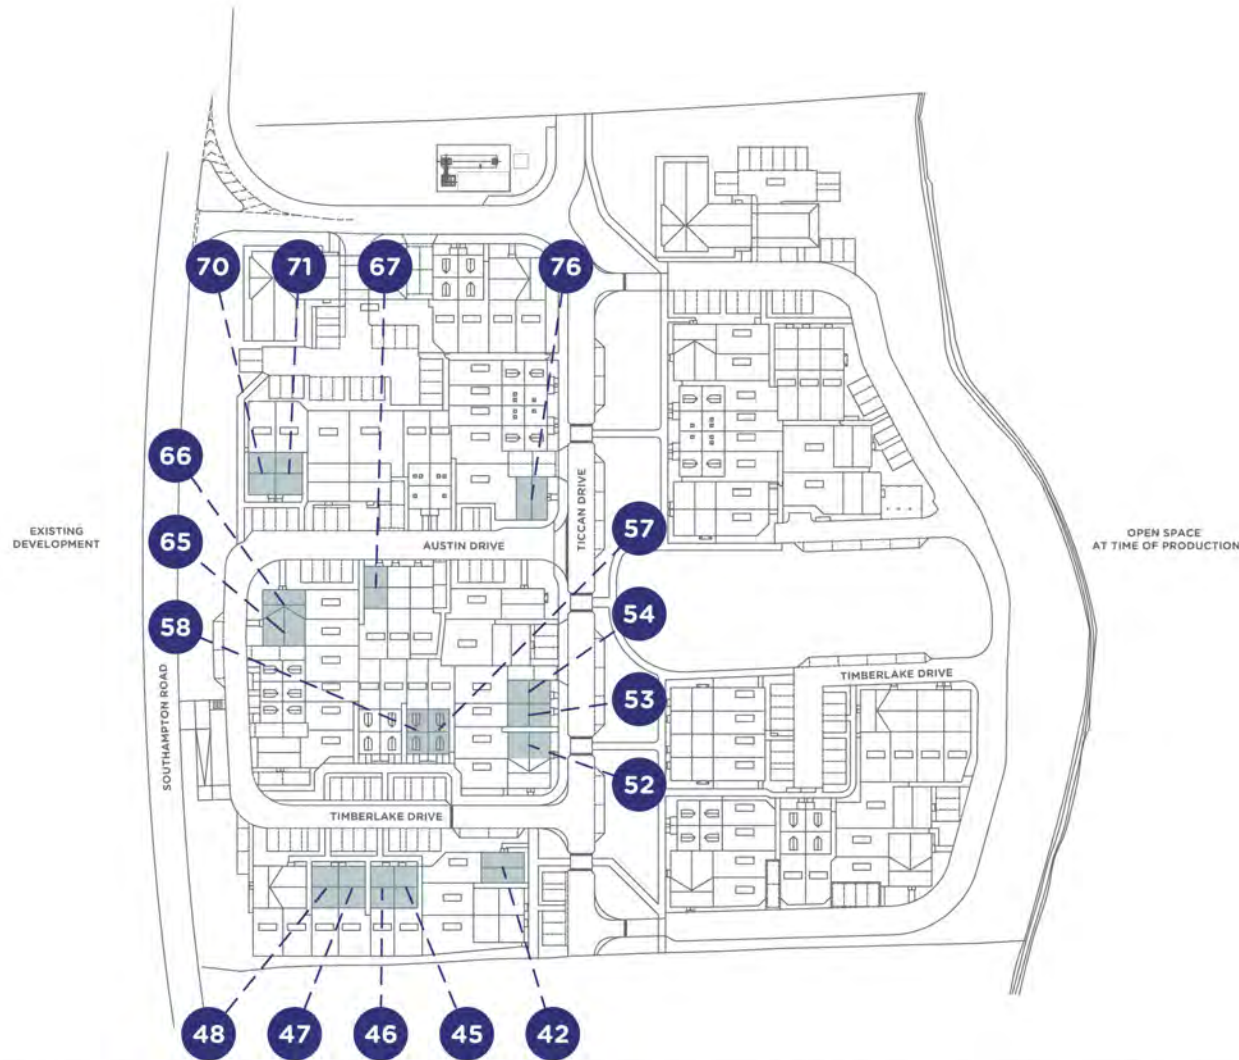 70
71
67
76
66
65
58
57
54
53
52
EXISTING
DEVELOPMENT
AUSTIN DRIVE
TICCAN DRIVE
OPEN SPACE
AT TIME OF PRODUCTION
SOUTHAMPTON ROAD
TIMBERLAKE DRIVE
TIMBERLAKE DRIVE
48
47
46
45
42